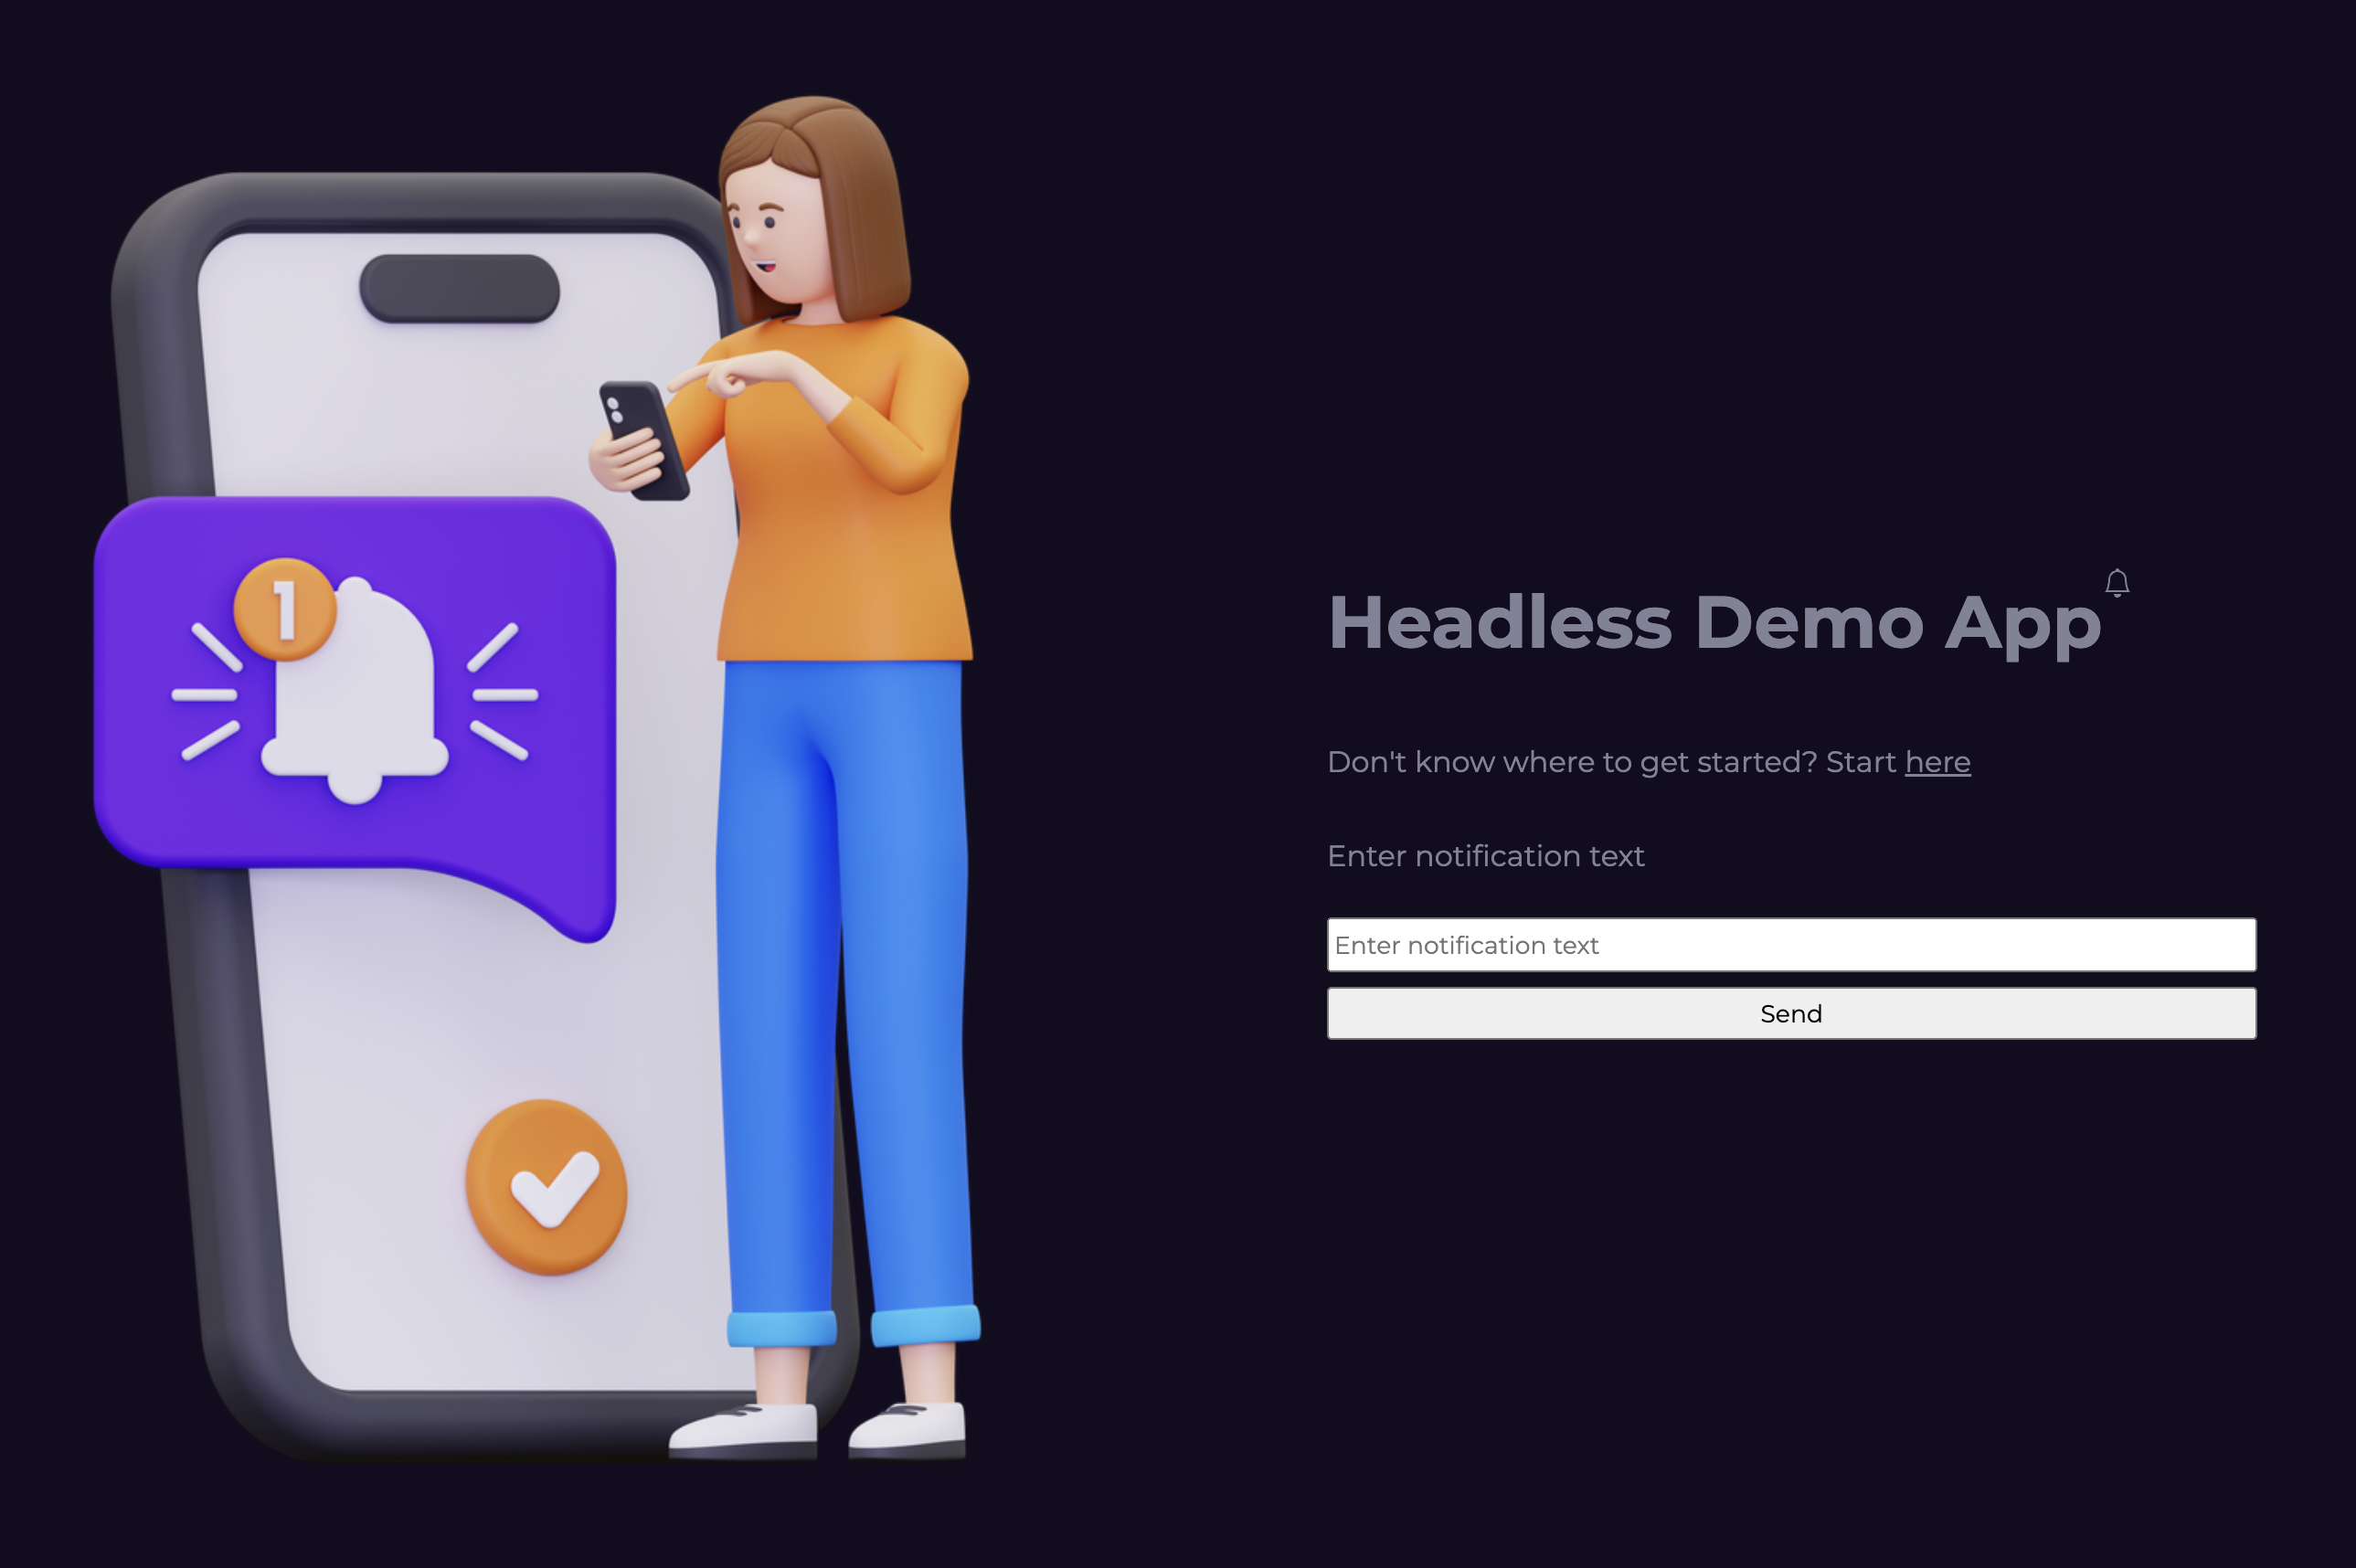 1
Headless Demo App
Don't know where to get started? Start here
Enter notification text
Enter notification text
Send